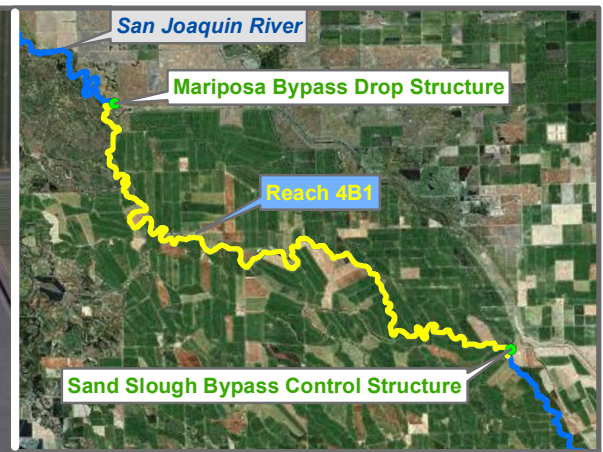 San Joaquin River
Mariposa Bypass Drop Structure
Reach 4B1
Sand Slough Bypass Control Structure